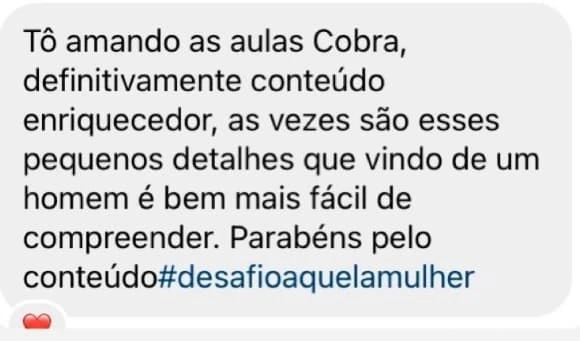 Tô amando as aulas Cobra,
definitivamente conteúdo
enriquecedor, as vezes são esses
pequenos detalhes que vindo de um
homem é bem mais fácil de
compreender. Parabéns pelo
conteúdo#desafioaquelamulher